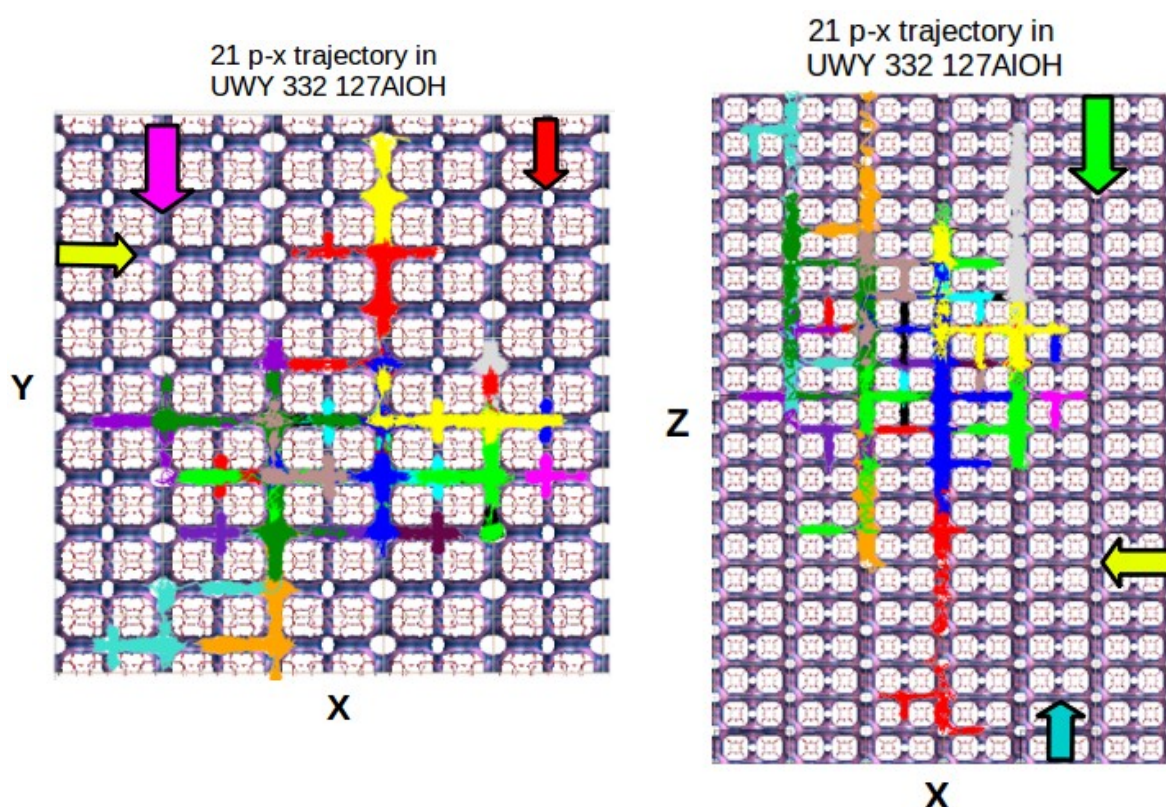 21 p-x trajectory in
UWY 332 127AlOH
Y
X
21 p-x trajectory in
UWY 332 127AlOH
Z
X